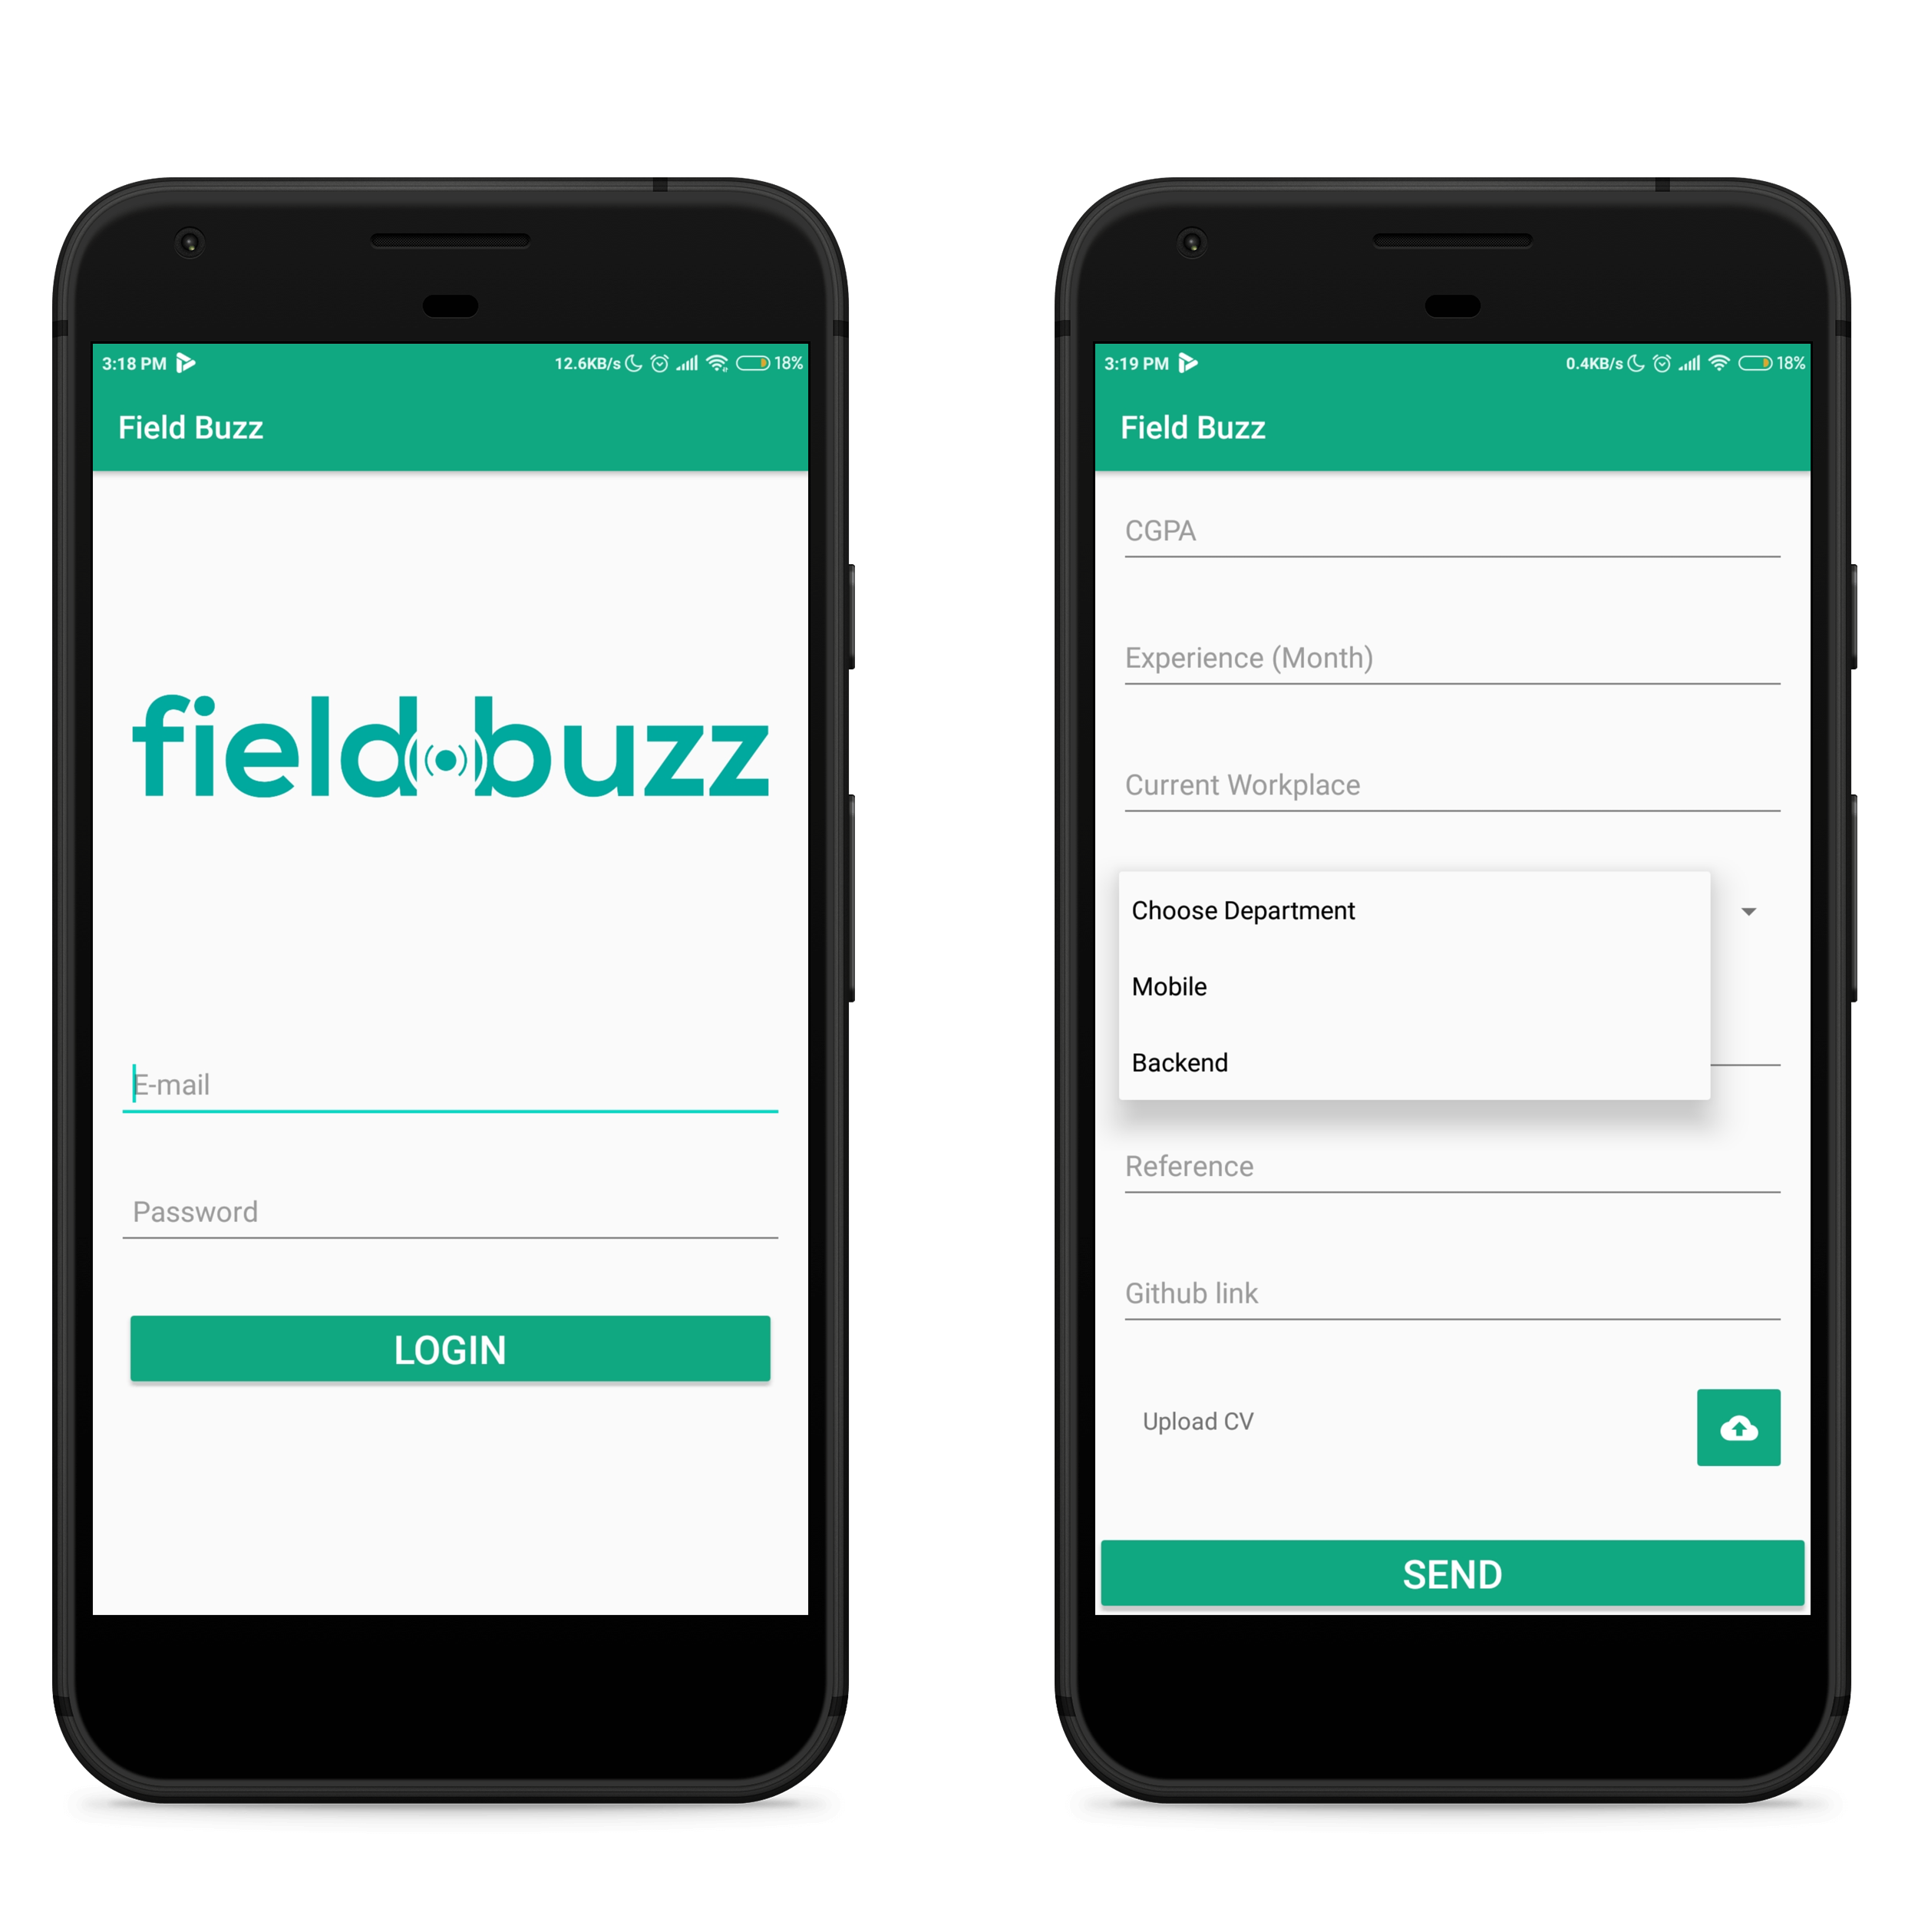 3:18 PM 12.6KB/s 18%
Field Buzz
field buzz
E-mail
Password
LOGIN
3:19 PM 0.4KB/s 18%
Field Buzz
CGPA
Experience (Month)
Current Workplace
Choose Department
Mobile
Backend
Reference
Github link
Upload CV
SEND